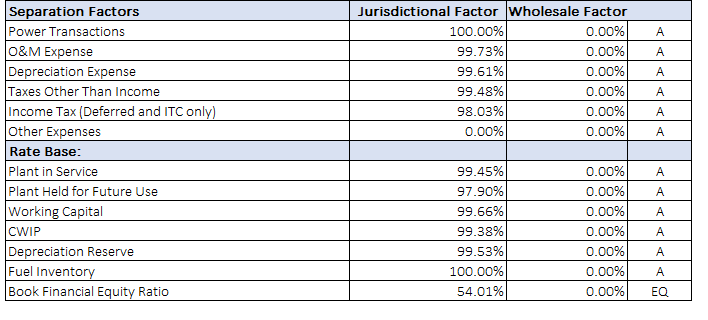 Separation Factors Jurisdictional Factor Wholesale Factor
Power Transactions 100.00% 0.00% A
O&M Expense 99.73% 0.00% A
Depreciation Expense 99.61% 0.00% A
Taxes Other Than Income 99.48% 0.00% A
Income Tax (Deferred and ITC only) 98.03% 0.00% A
Other Expenses 0.00% 0.00% A
Rate Base:
Plant in Service 99.45% 0.00% A
Plant Held for Future Use 97.90% 0.00% A
Working Capital 99.66% 0.00% A
CWIP 99.38% 0.00% A
Depreciation Reserve 99.53% 0.00% A
Fuel Inventory 100.00% 0.00% A
Book Financial Equity Ratio 54.01% 0.00% EQ